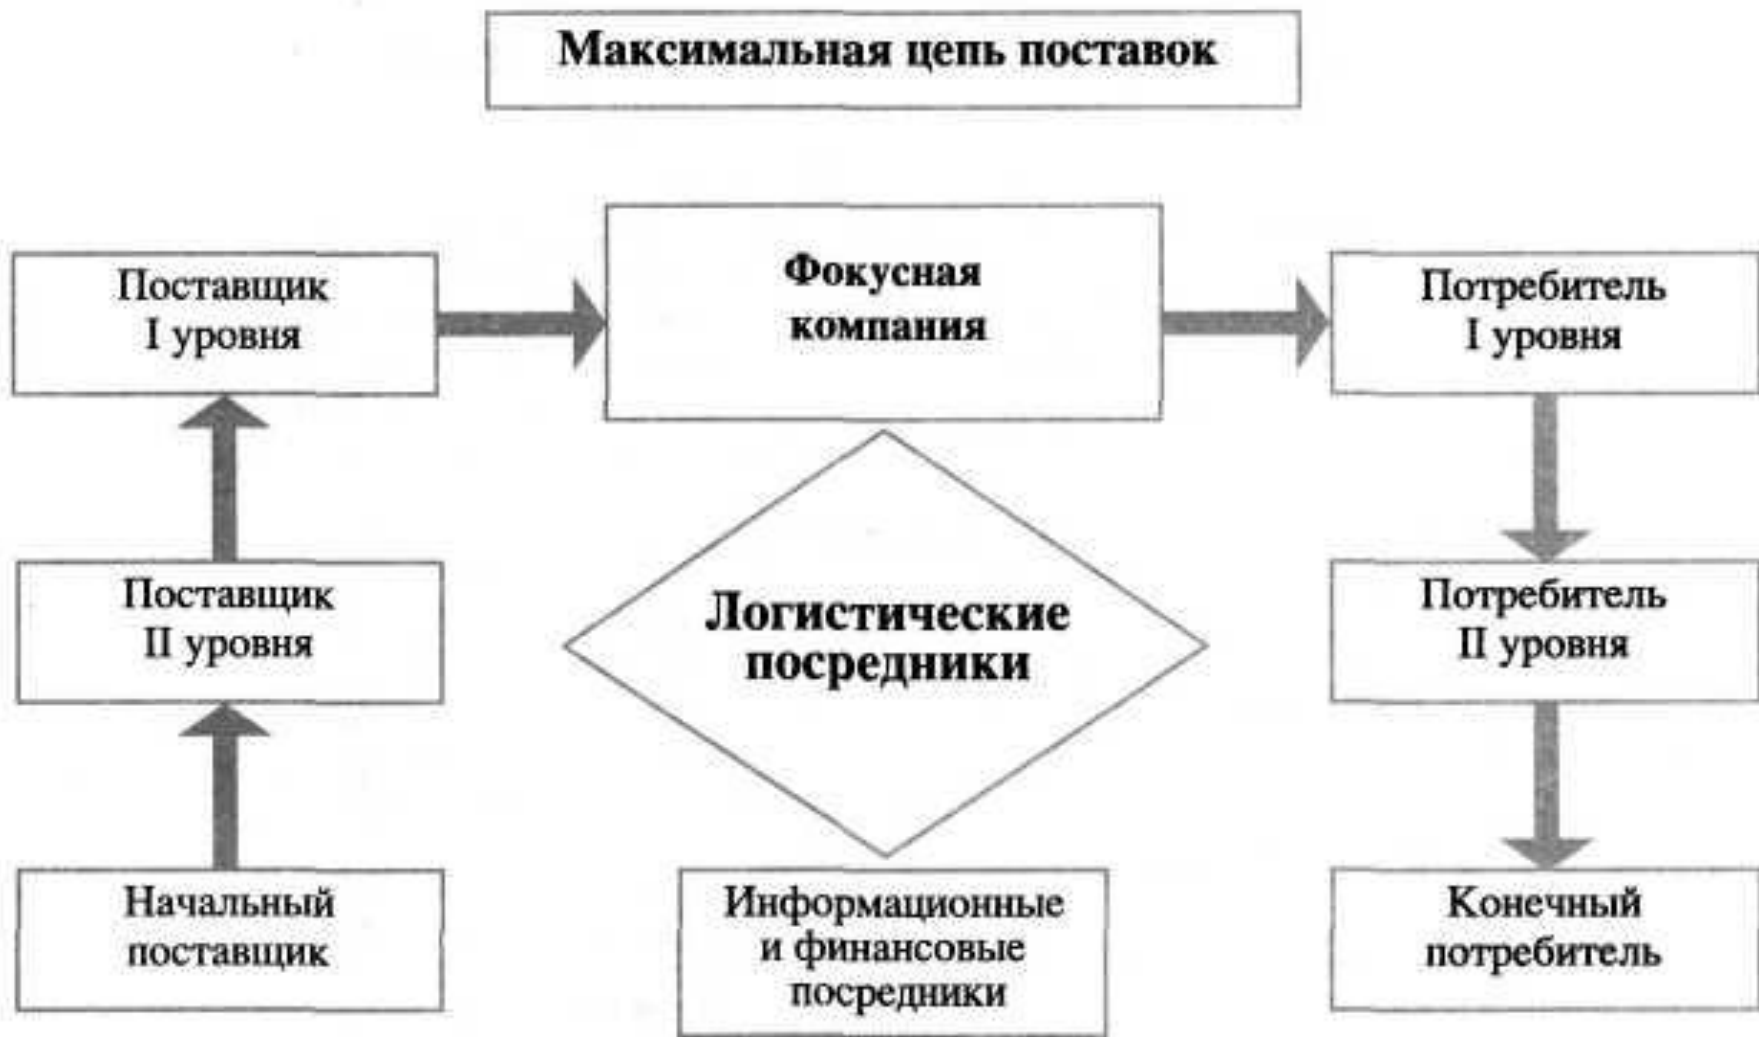 Максимальная цепь поставок
Поставщик
I уровня
Фокусная
компания
Потребитель
I уровня
Поставщик
II уровня
Логистические
посредники
Потребитель
II уровня
Начальный
поставщик
Информационные
и финансовые
посредники
Конечный
потребитель